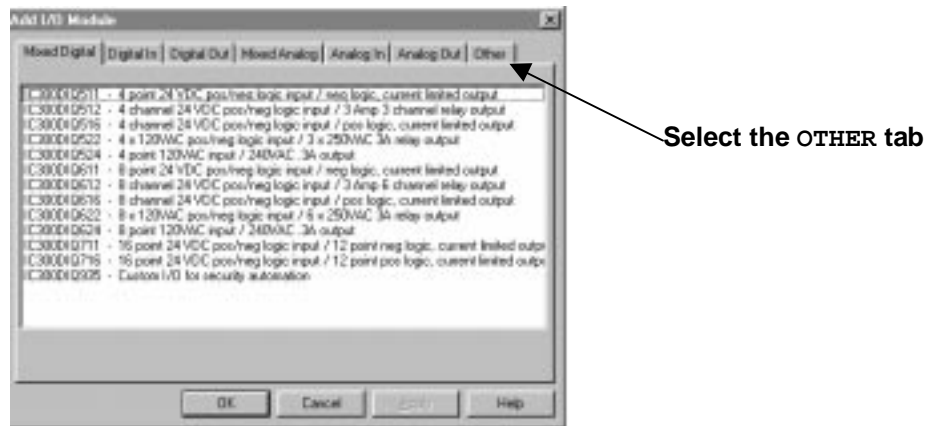 Add I/O Module
Mixed Digital Digital In Digital Out Mixed Analog Analog In Analog Out Other
IC300DIQ511 - 4 point 24 VDC pos/neg logic input / neg logic, current limited output
IC300DIQ512 - 4 channel 24 VDC pos/neg logic input / 3 Amp 3 channel relay output
IC300DIQ516 - 4 channel 24 VDC pos/neg logic input / pos logic, current limited output
IC300DIQ522 - 4 x 120VAC pos/neg logic input / 3 x 250VAC 3A relay output
IC300DIQ524 - 4 point 120VAC input / 240VAC .3A output
IC300DIQ611 - 8 point 24 VDC pos/neg logic input / neg logic, current limited output
IC300DIQ612 - 8 channel 24 VDC pos/neg logic input / 3 Amp 6 channel relay output
IC300DIQ616 - 8 channel 24 VDC pos/neg logic input / pos logic, current limited output
IC300DIQ622 - 8 x 120VAC pos/neg logic input / 6 x 250VAC 3A relay output
IC300DIQ624 - 8 point 120VAC input / 240VAC .3A output
IC300DIQ711 - 16 point 24 VDC pos/neg logic input / 12 point neg logic, current limited outpu
IC300DIQ716 - 16 point 24 VDC pos/neg logic input / 12 point pos logic, current limited outpu
IC300DIQ935 - Custom I/O for security automation
OK Cancel Apply Help
Select the OTHER tab